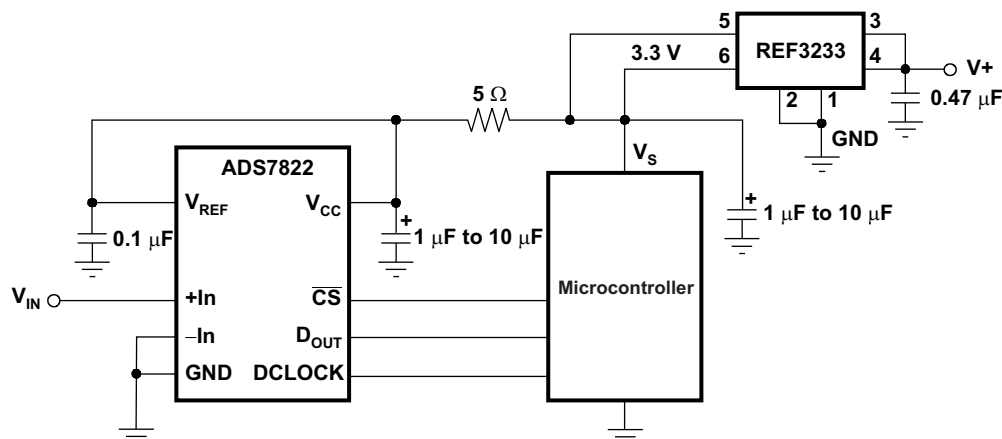 5
3
REF3233
3.3 V
6
4
V+
5 Ω
2
1
0.47 μF
GND
ADS7822
V_S
V_REF
V_CC
+
+
0.1 μF
1 μF to 10 μF
1 μF to 10 μF
Microcontroller
V_IN
+In
C̅S̅
–In
D_OUT
GND
DCLOCK